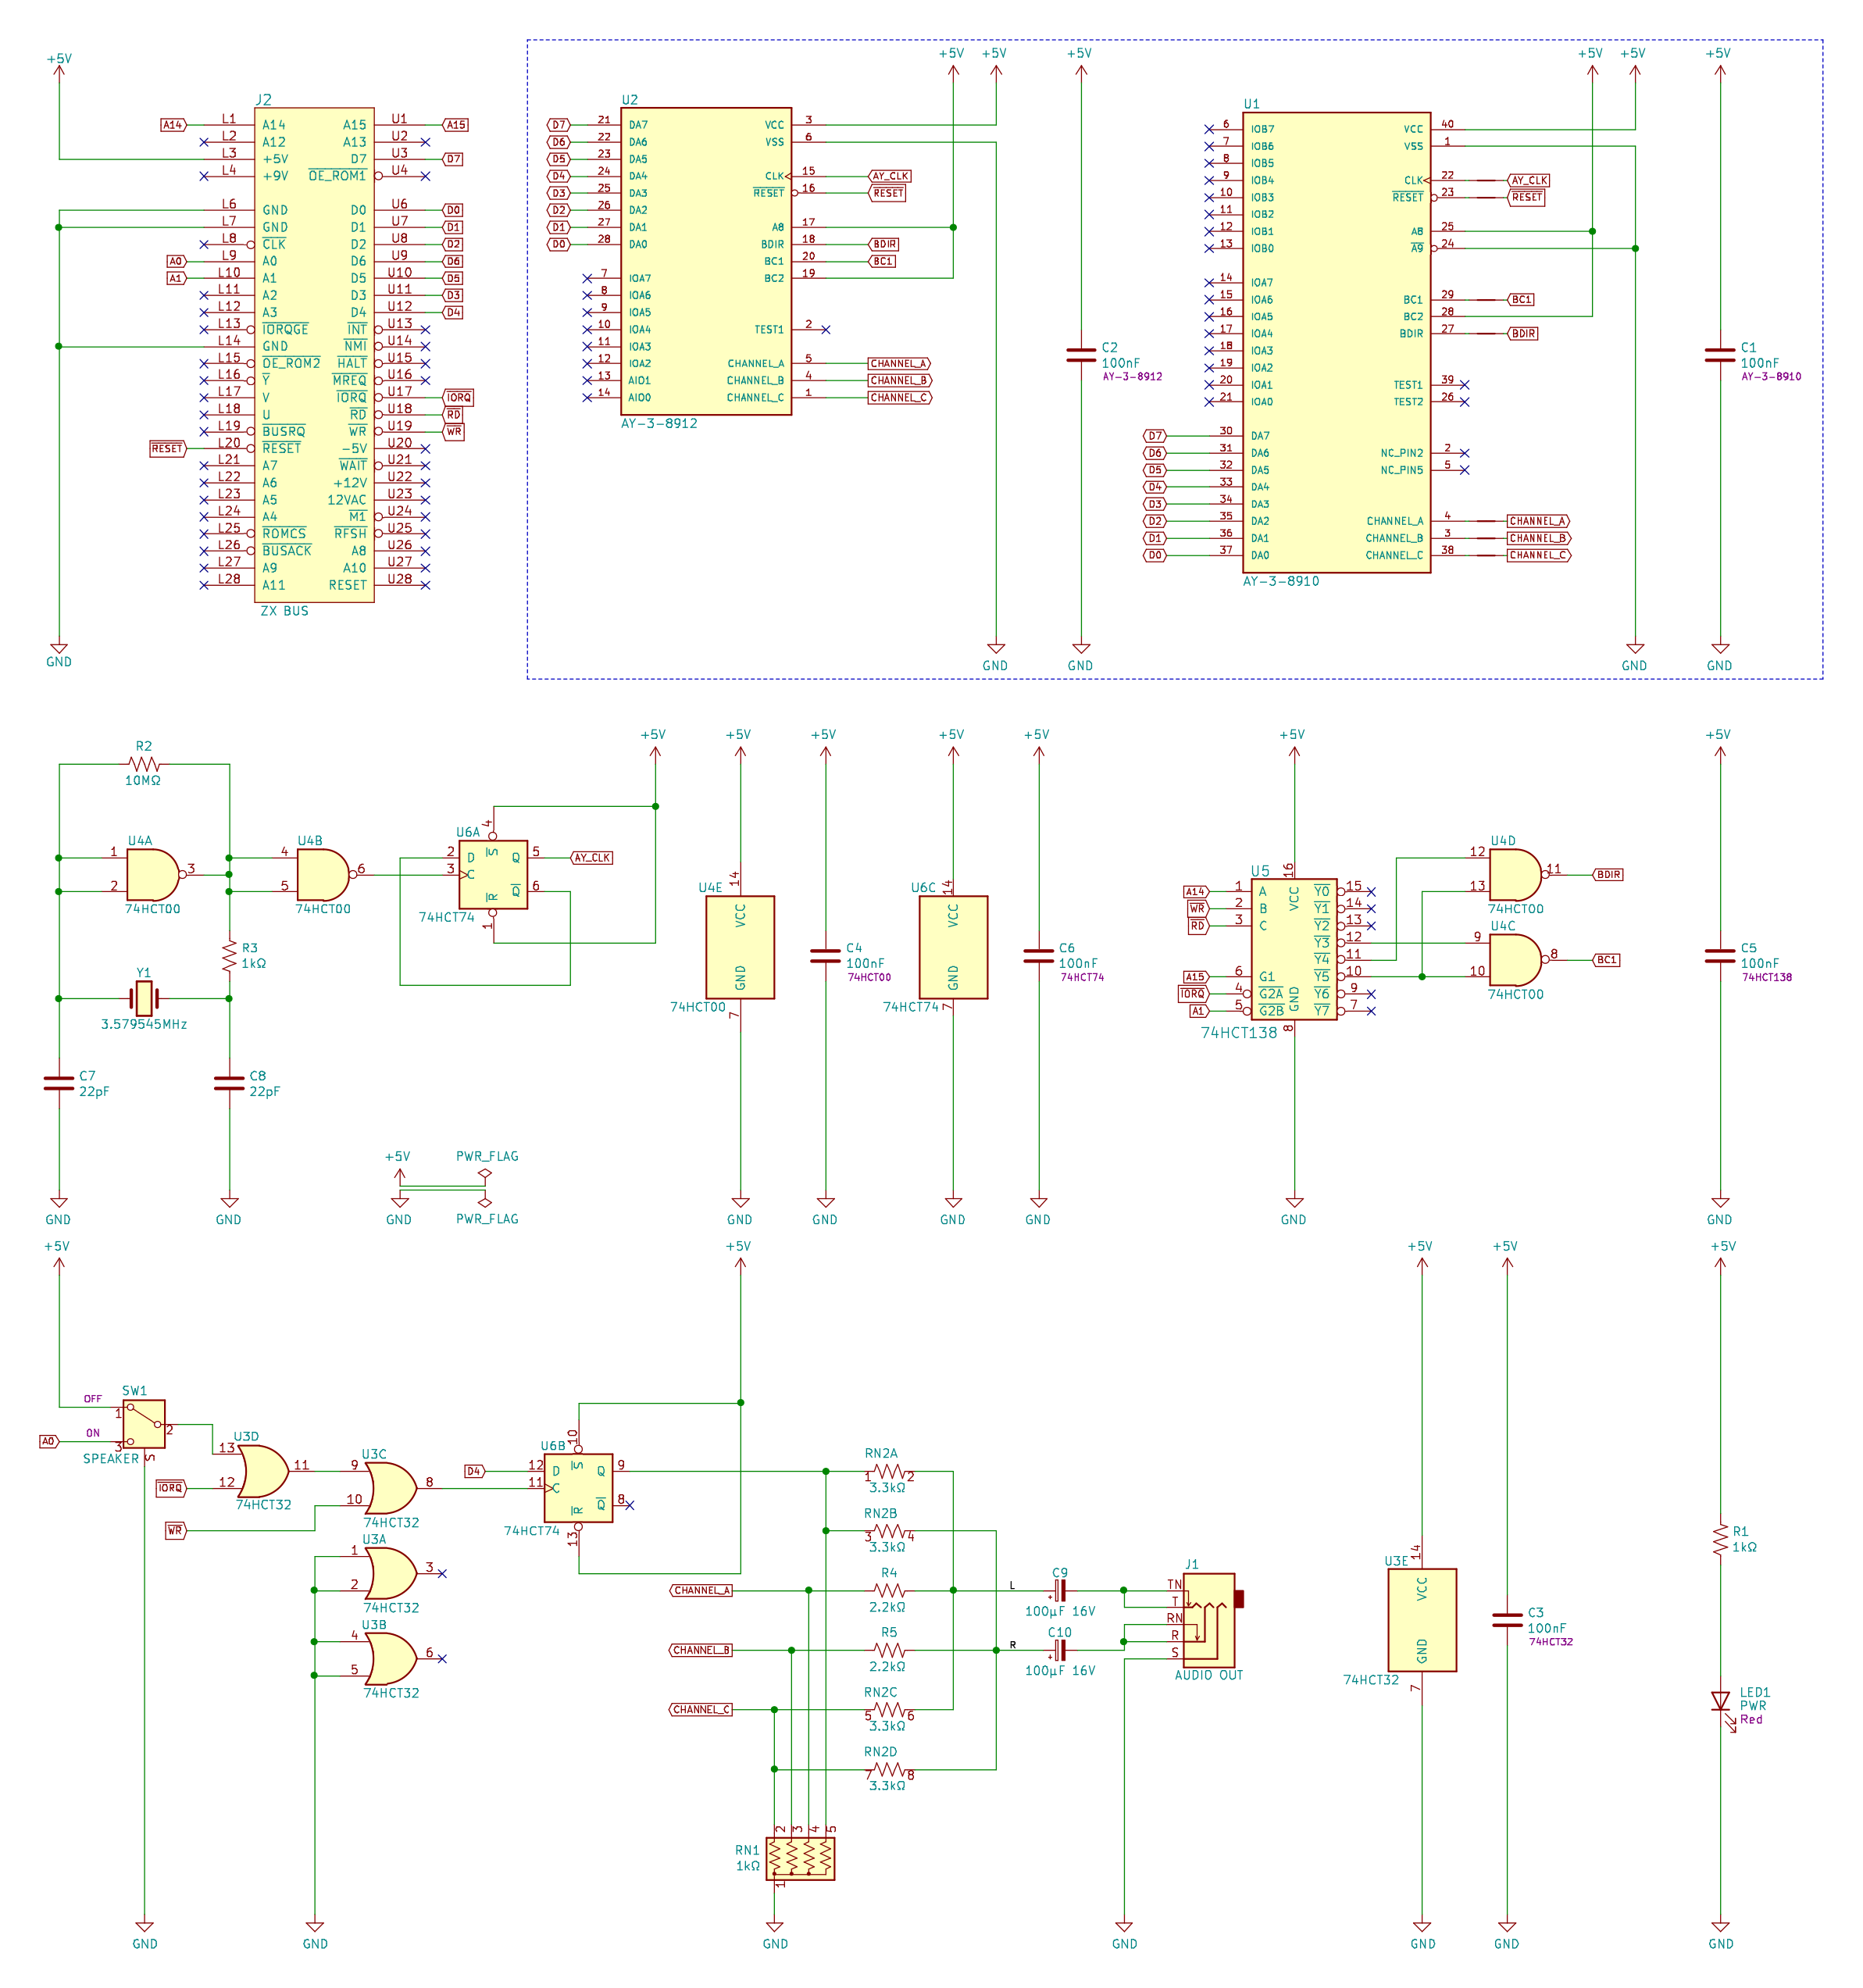 +5V
J2
L1 A14 A15 U1
A14 A15
L2 A12 A13 U2
L3 +5V D7 U3
D7
L4 +9V OE_ROM1 U4
L6 GND D0 U6
D0
L7 GND D1 U7
D1
L8 CLK D2 U8
D2
L9 A0 D6 U9
A0 D6
L10 A1 D5 U10
A1 D5
L11 A2 D3 U11
D3
L12 A3 D4 U12
D4
L13 IORQGE INT U13
L14 GND NMI U14
L15 OE_ROM2 HALT U15
L16 Y MREQ U16
L17 V IORQ U17
IORQ
L18 U RD U18
RD
L19 BUSRQ WR U19
WR
L20 RESET -5V U20
RESET
L21 A7 WAIT U21
L22 A6 +12V U22
L23 A5 12VAC U23
L24 A4 M1 U24
L25 ROMCS RFSH U25
L26 BUSACK A8 U26
L27 A9 A10 U27
L28 A11 RESET U28
ZX BUS
GND
+5V +5V +5V
U2
D7 21 DA7 VCC 3
D6 22 DA6 VSS 6
D5 23 DA5
D4 24 DA4 CLK 15 AY_CLK
D3 25 DA3 RESET 16 RESET
D2 26 DA2
D1 27 DA1 A8 17
D0 28 DA0 BDIR 18 BDIR
BC1 20 BC1
7 IOA7 BC2 19
8 IOA6
9 IOA5
10 IOA4 TEST1 2
11 IOA3
12 IOA2 CHANNEL_A 5 CHANNEL_A
13 AIO1 CHANNEL_B 4 CHANNEL_B
14 AIO0 CHANNEL_C 1 CHANNEL_C
AY-3-8912
C2
100nF
AY-3-8912
GND GND
+5V +5V +5V
U1
6 IOB7 VCC 40
7 IOB6 VSS 1
8 IOB5
9 IOB4 CLK 22 AY_CLK
10 IOB3 RESET 23 RESET
11 IOB2
12 IOB1 A8 25
13 IOB0 A9 24
14 IOA7
15 IOA6 BC1 29 BC1
16 IOA5 BC2 28
17 IOA4 BDIR 27 BDIR
18 IOA3
19 IOA2
20 IOA1 TEST1 39
21 IOA0 TEST2 26
D7 30 DA7
D6 31 DA6 NC_PIN2 2
D5 32 DA5 NC_PIN5 5
D4 33 DA4
D3 34 DA3
D2 35 DA2 CHANNEL_A 4 CHANNEL_A
D1 36 DA1 CHANNEL_B 3 CHANNEL_B
D0 37 DA0 CHANNEL_C 38 CHANNEL_C
AY-3-8910
C1
100nF
AY-3-8910
GND GND
R2
10MΩ
U4A
1
2
3
74HCT00
U4B
4
5
6
74HCT00
R3
1kΩ
Y1
3.579545MHz
C7
22pF
C8
22pF
GND GND
+5V
U6A
4
S
2 D Q 5 AY_CLK
3 C
Q 6
R
1
74HCT74
+5V PWR_FLAG
GND PWR_FLAG
+5V +5V +5V +5V
U4E
14
VCC
GND
7
74HCT00
C4
100nF
74HCT00
U6C
14
VCC
GND
7
74HCT74
C6
100nF
74HCT74
GND GND GND GND
+5V
16
U5
VCC
A14 1 A Y0 15
WR 2 B Y1 14
RD 3 C Y2 13
Y3 12
Y4 11
A15 6 G1 Y5 10
IORQ 4 G2A Y6 9
A1 5 G2B Y7 7
GND
8
74HCT138
GND
U4D
12
13
11 BDIR
74HCT00
U4C
9
10
8 BC1
74HCT00
+5V
C5
100nF
74HCT138
GND
+5V
SW1
OFF 1
2
A0 ON 3
S
SPEAKER
GND
U3D
13
IORQ 12
11
74HCT32
U3C
9
10
8
WR
74HCT32
U3A
1
2
3
74HCT32
U3B
4
5
6
74HCT32
GND
+5V
U6B
10
S
D4 12 D Q 9
11 C
Q 8
R
13
74HCT74
RN2A
1 2
3.3kΩ
RN2B
3 4
3.3kΩ
CHANNEL_A R4
2.2kΩ
CHANNEL_B R5
2.2kΩ
CHANNEL_C RN2C
5 6
3.3kΩ
RN2D
7 8
3.3kΩ
2 3 4 5
RN1
1kΩ
1
GND
L C9
+
100µF 16V
R C10
+
100µF 16V
J1
TN
T
RN
R
S
AUDIO OUT
GND
+5V +5V +5V
U3E
14
VCC
GND
7
74HCT32
C3
100nF
74HCT32
R1
1kΩ
LED1
PWR
Red
GND GND GND